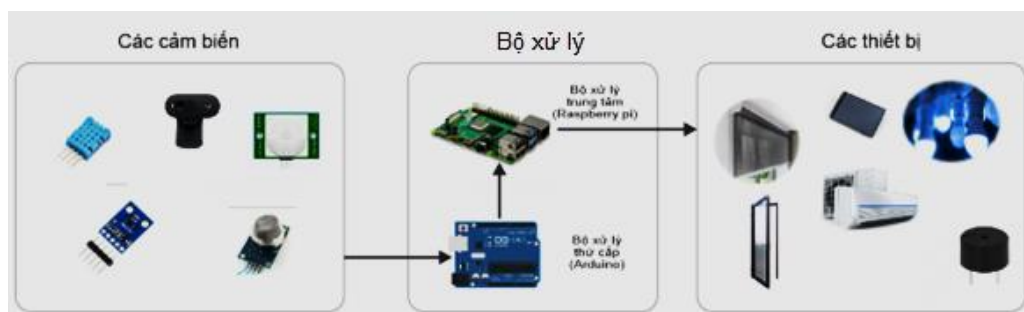 Các cảm biến
Bộ xử lý
Các thiết bị
Bộ xử lý
trung tâm
(Raspberry pi)
Bộ xử lý
thứ cấp
(Arduino)